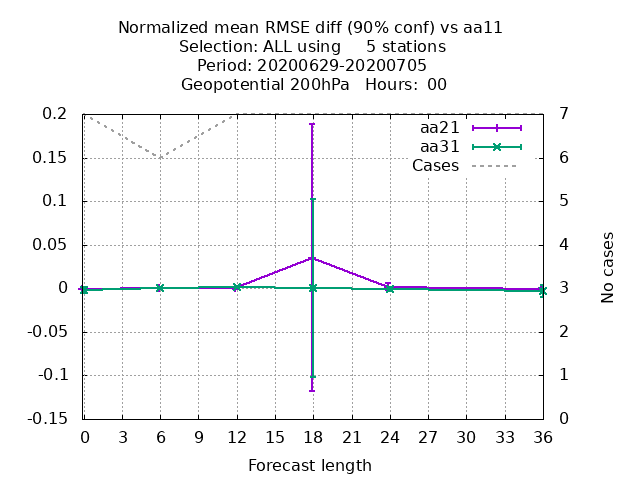 Normalized mean RMSE diff (90% conf) vs aa11
Selection: ALL using     5 stations
Period: 20200629-20200705
Geopotential 200hPa   Hours:  00
0.2
0.15
0.1
0.05
0
-0.05
-0.1
-0.15
aa21
aa31
Cases
7
6
5
4
3
2
1
0
No cases
0 3 6 9 12 15 18 21 24 27 30 33 36
Forecast length